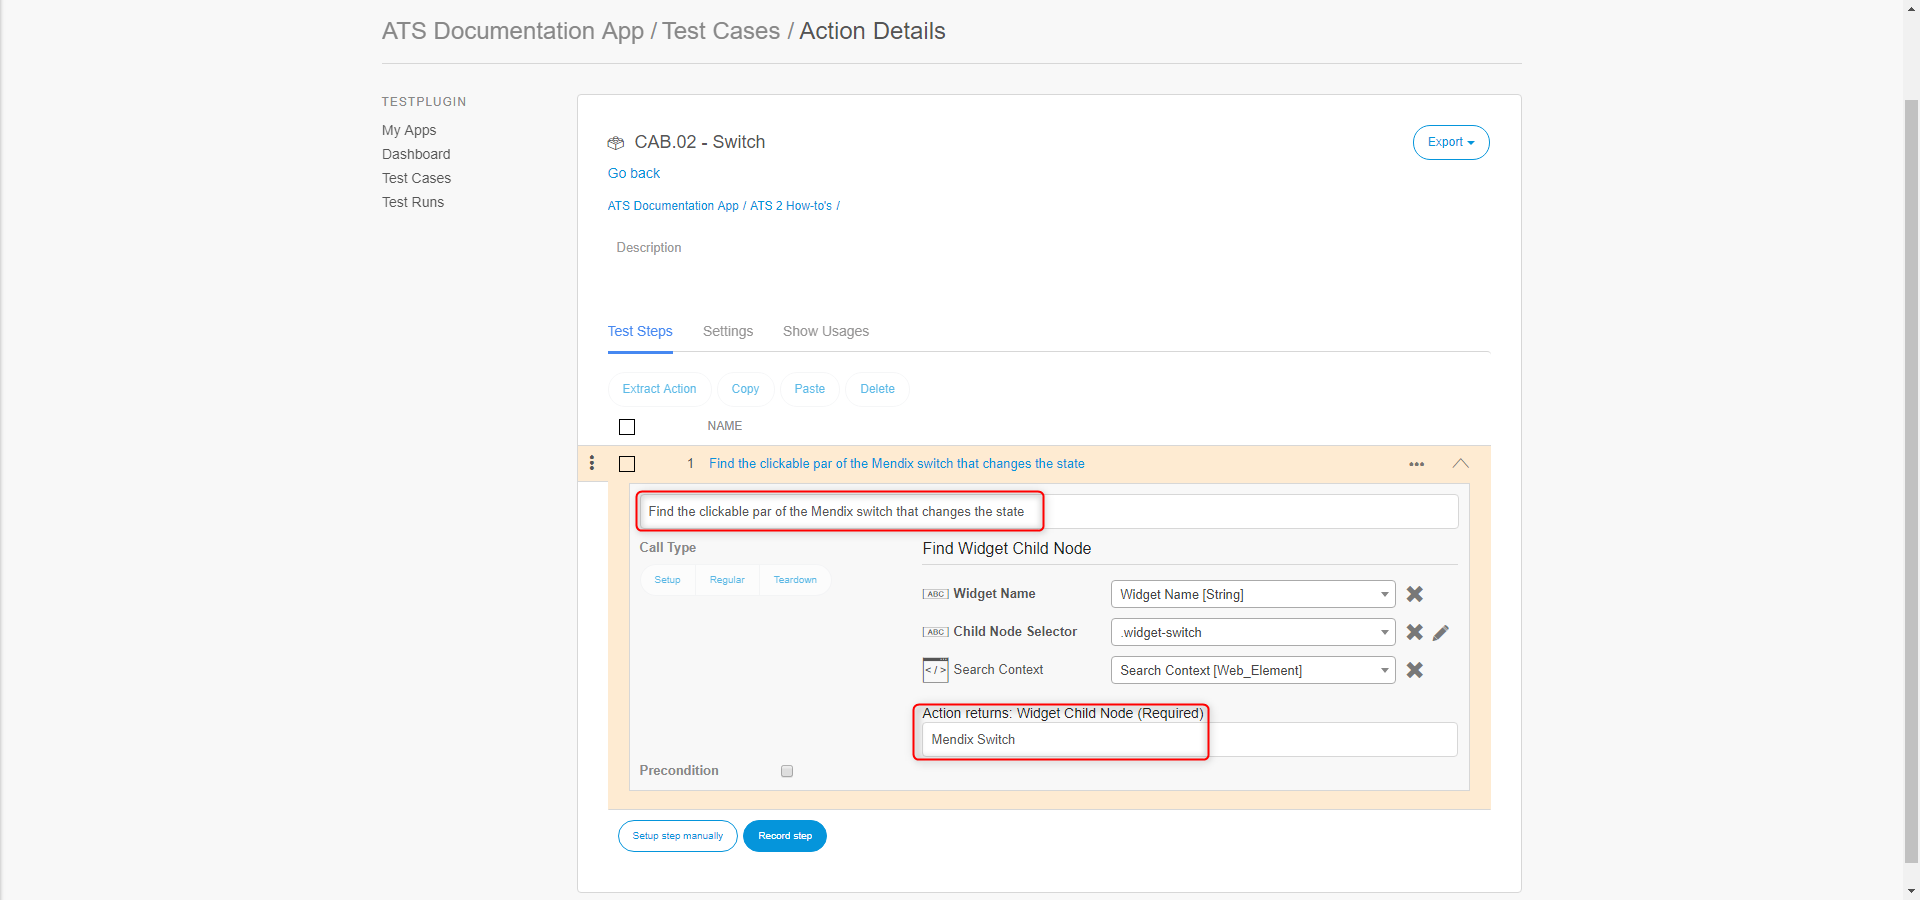 ATS Documentation App / Test Cases / Action Details
TESTPLUGIN
My Apps
Dashboard
Test Cases
Test Runs
CAB.02 - Switch
Export
Go back
ATS Documentation App / ATS 2 How-to's /
Description
Test Steps Settings Show Usages
Extract Action Copy Paste Delete
NAME
1 Find the clickable par of the Mendix switch that changes the state
Find the clickable par of the Mendix switch that changes the state
Call Type
Setup Regular Teardown
Find Widget Child Node
ABC Widget Name Widget Name [String]
ABC Child Node Selector .widget-switch
</> Search Context Search Context [Web_Element]
Action returns: Widget Child Node (Required)
Mendix Switch
Precondition
Setup step manually Record step